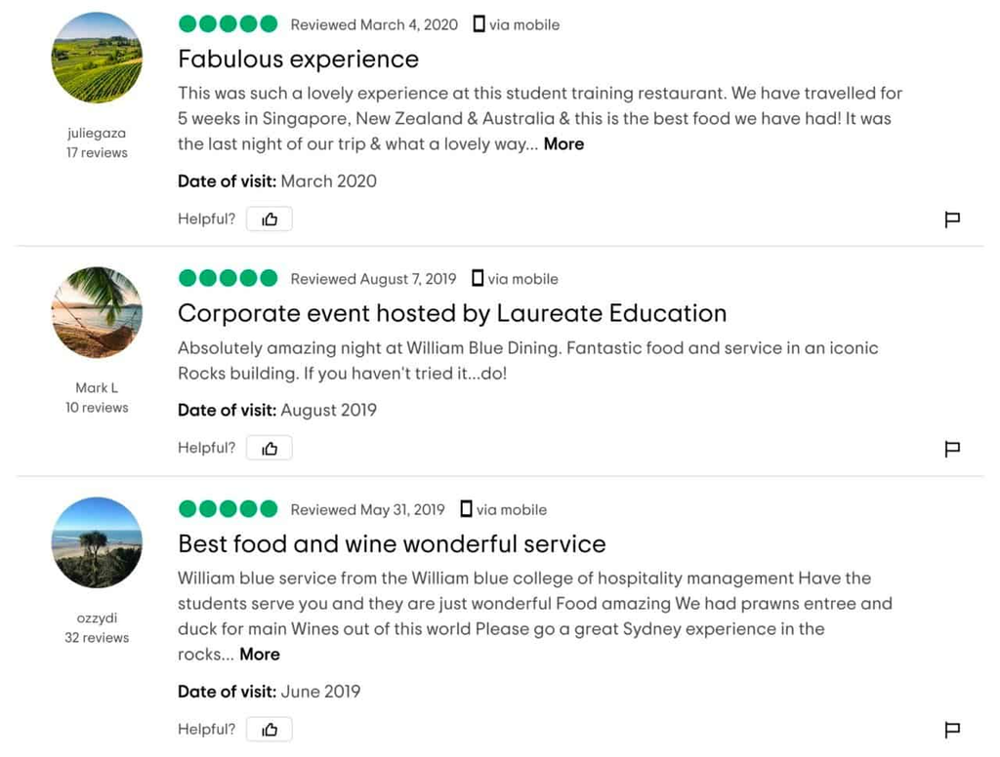 Reviewed March 4, 2020 via mobile
Fabulous experience
This was such a lovely experience at this student training restaurant. We have travelled for
5 weeks in Singapore, New Zealand & Australia & this is the best food we have had! It was
the last night of our trip & what a lovely way... More
juliegaza
17 reviews
Date of visit: March 2020
Helpful?
Reviewed August 7, 2019 via mobile
Corporate event hosted by Laureate Education
Absolutely amazing night at William Blue Dining. Fantastic food and service in an iconic
Rocks building. If you haven't tried it...do!
Mark L
10 reviews
Date of visit: August 2019
Helpful?
Reviewed May 31, 2019 via mobile
Best food and wine wonderful service
William blue service from the William blue college of hospitality management Have the
students serve you and they are just wonderful Food amazing We had prawns entree and
duck for main Wines out of this world Please go a great Sydney experience in the
rocks... More
ozzydi
32 reviews
Date of visit: June 2019
Helpful?